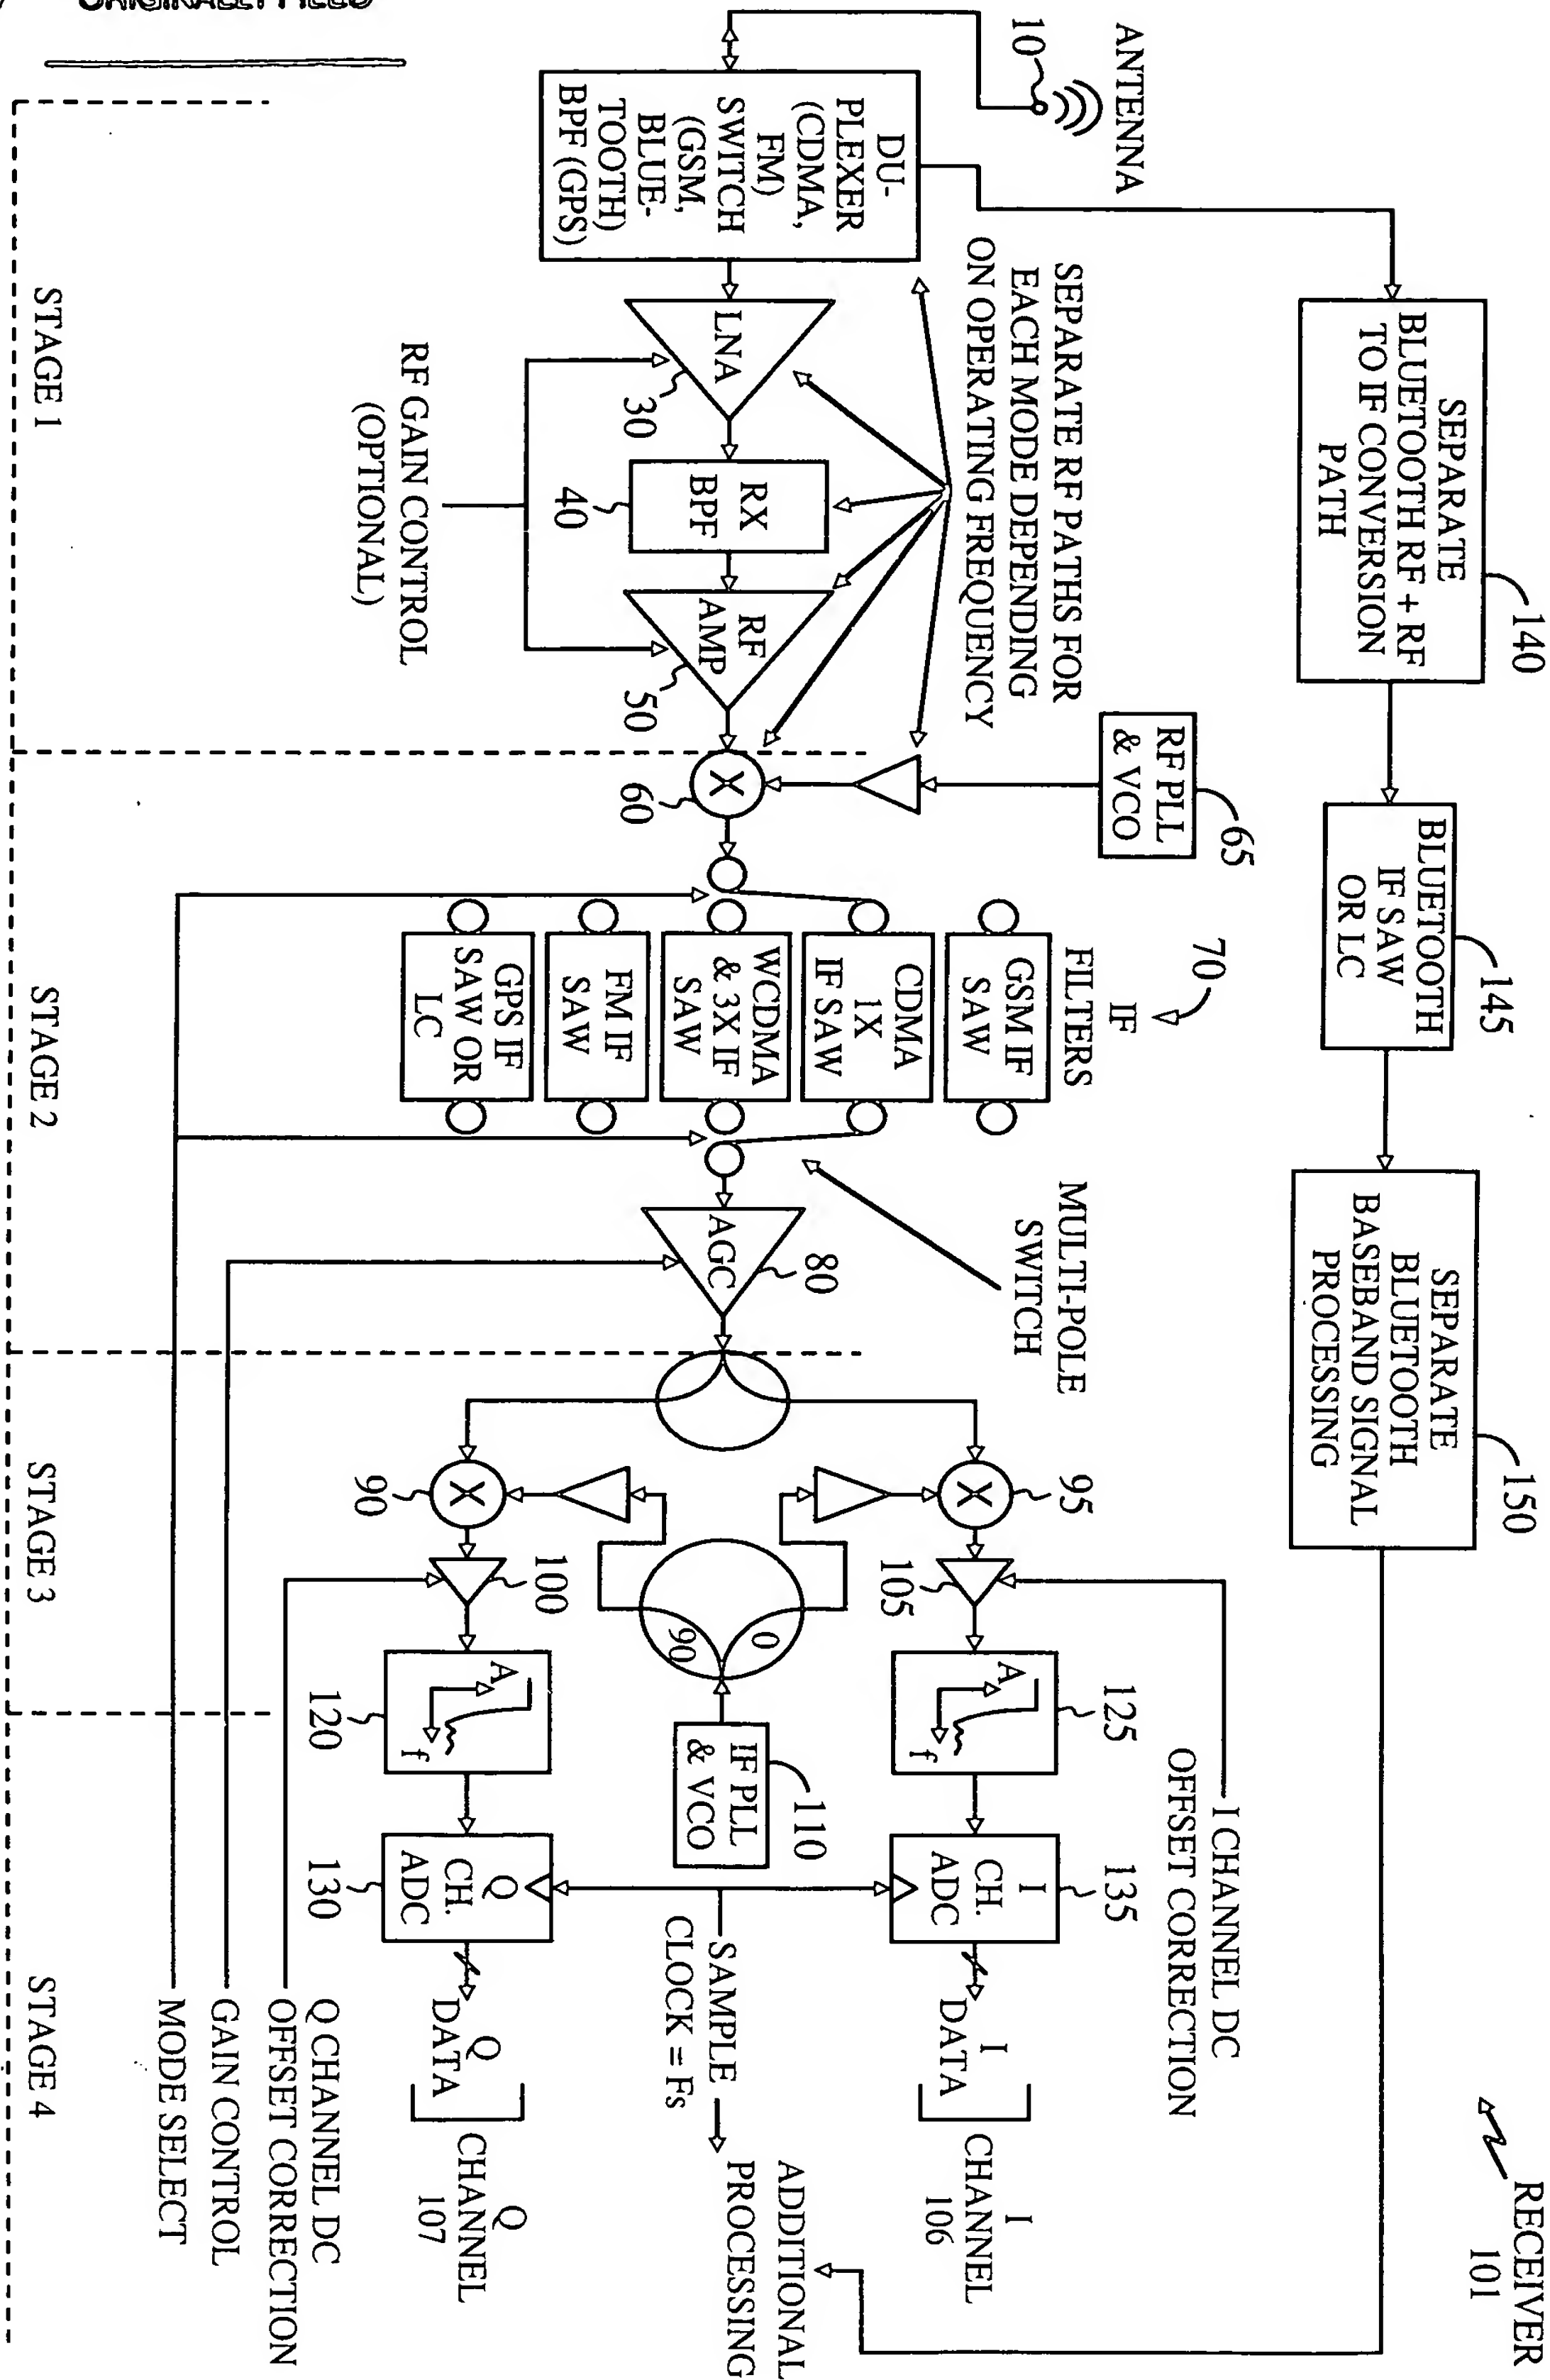 ORIGINALLY FILED
RECEIVER
101
ANTENNA
10
DU-
PLEXER
(CDMA,
FM)
SWITCH
(GSM,
BLUE-
TOOTH)
BPF (GPS)
SEPARATE
BLUETOOTH RF + RF
TO IF CONVERSION
PATH
140
BLUETOOTH
IF SAW
OR LC
145
SEPARATE
BLUETOOTH
BASEBAND SIGNAL
PROCESSING
150
SEPARATE RF PATHS FOR
EACH MODE DEPENDING
ON OPERATING FREQUENCY
LNA
30
RX
BPF
40
RF
AMP
50
RF GAIN CONTROL
(OPTIONAL)
RF PLL
& VCO
65
X
60
70
IF
FILTERS
GSM IF
SAW
CDMA
1X
IF SAW
WCDMA
& 3X IF
SAW
FM IF
SAW
GPS IF
SAW OR
LC
MULTI-POLE
SWITCH
AGC
80
X
95
X
90
105
100
0
90
IF PLL
& VCO
110
A
f
125
A
f
120
I CHANNEL DC
OFFSET CORRECTION
I
CH.
ADC
135
Q
CH.
ADC
130
SAMPLE
CLOCK = Fs
I
DATA
I
CHANNEL
106
Q
DATA
Q
CHANNEL
107
ADDITIONAL
PROCESSING
Q CHANNEL DC
OFFSET CORRECTION
GAIN CONTROL
MODE SELECT
STAGE 1
STAGE 2
STAGE 3
STAGE 4